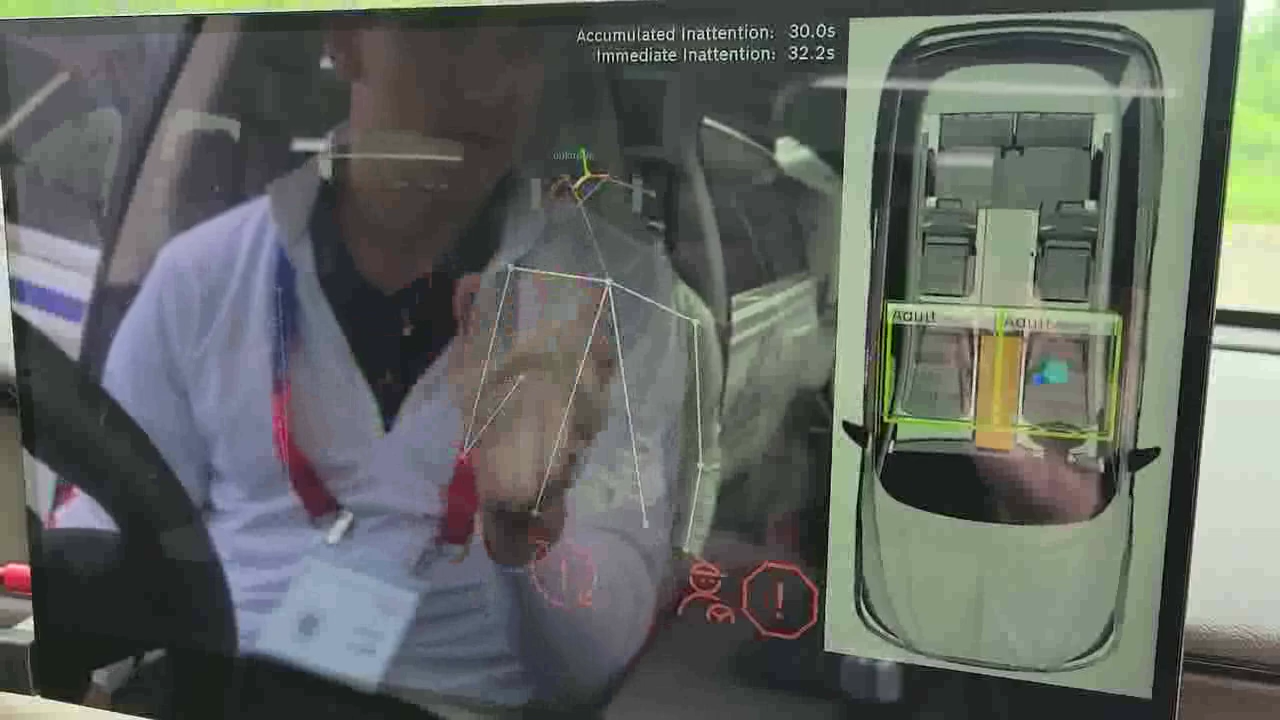 Accumulated Inattention: 30.0s
Immediate Inattention: 32.2s
Adult
Adult